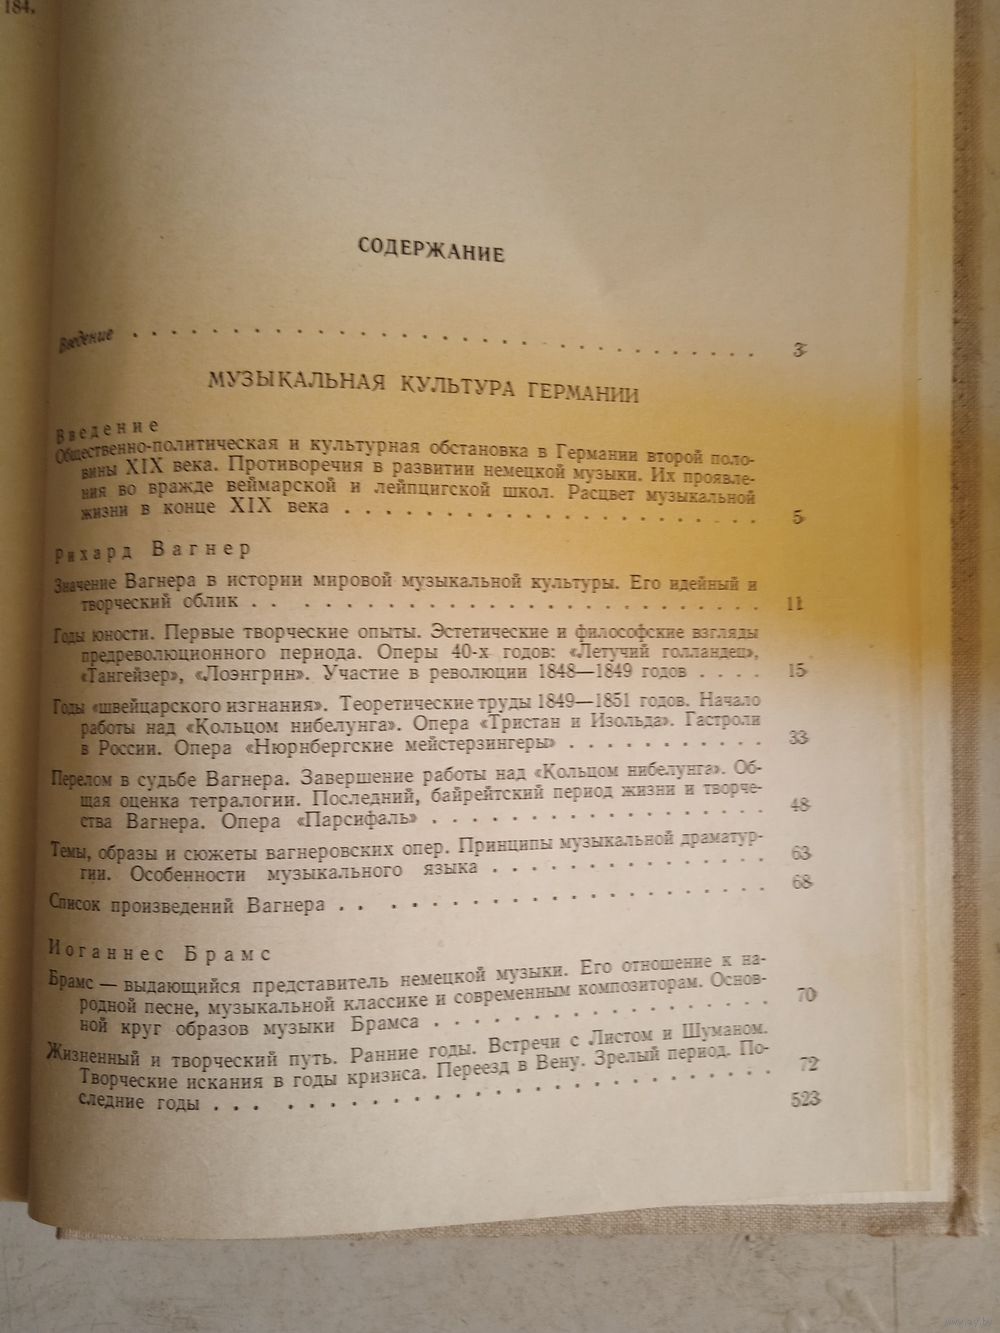 184.
СОДЕРЖАНИЕ
Введение . . . . . . . . . . . . . . . . . . . . . . . . . 3
МУЗЫКАЛЬНАЯ КУЛЬТУРА ГЕРМАНИИ
Введение
Общественно-политическая и культурная обстановка в Германии второй поло-
вины XIX века. Противоречия в развитии немецкой музыки. Их проявле-
ния во вражде веймарской и лейпцигской школ. Расцвет музыкальной
жизни в конце XIX века . . . . . . . . . . . . . . . . . . . 5
Рихард Вагнер
Значение Вагнера в истории мировой музыкальной культуры. Его идейный и
творческий облик . . . . . . . . . . . . . . . . . . . . . . . 11
Годы юности. Первые творческие опыты. Эстетические и философские взгляды
предреволюционного периода. Оперы 40-х годов: «Летучий голландец»,
«Тангейзер», «Лоэнгрин». Участие в революции 1848—1849 годов . . . . 15
Годы «швейцарского изгнания». Теоретические труды 1849—1851 годов. Начало
работы над «Кольцом нибелунга». Опера «Тристан и Изольда». Гастроли
в России. Опера «Нюрнбергские мейстерзингеры» . . . . . . . . . . 33
Перелом в судьбе Вагнера. Завершение работы над «Кольцом нибелунга». Об-
щая оценка тетралогии. Последний, байрейтский период жизни и творче-
ства Вагнера. Опера «Парсифаль» . . . . . . . . . . . . . . . 48
Темы, образы и сюжеты вагнеровских опер. Принципы музыкальной драматур-
гии. Особенности музыкального языка . . . . . . . . . . . . . 63
Список произведений Вагнера . . . . . . . . . . . . . . . . . . . 68
Иоганнес Брамс
Брамс — выдающийся представитель немецкой музыки. Его отношение к на-
родной песне, музыкальной классике и современным композиторам. Основ-
ной круг образов музыки Брамса . . . . . . . . . . . . . . . 70
Жизненный и творческий путь. Ранние годы. Встречи с Листом и Шуманом.
Творческие искания в годы кризиса. Переезд в Вену. Зрелый период. По-
следние годы . . . . . . . . . . . . . . . . . . . . . . . . . 72
523